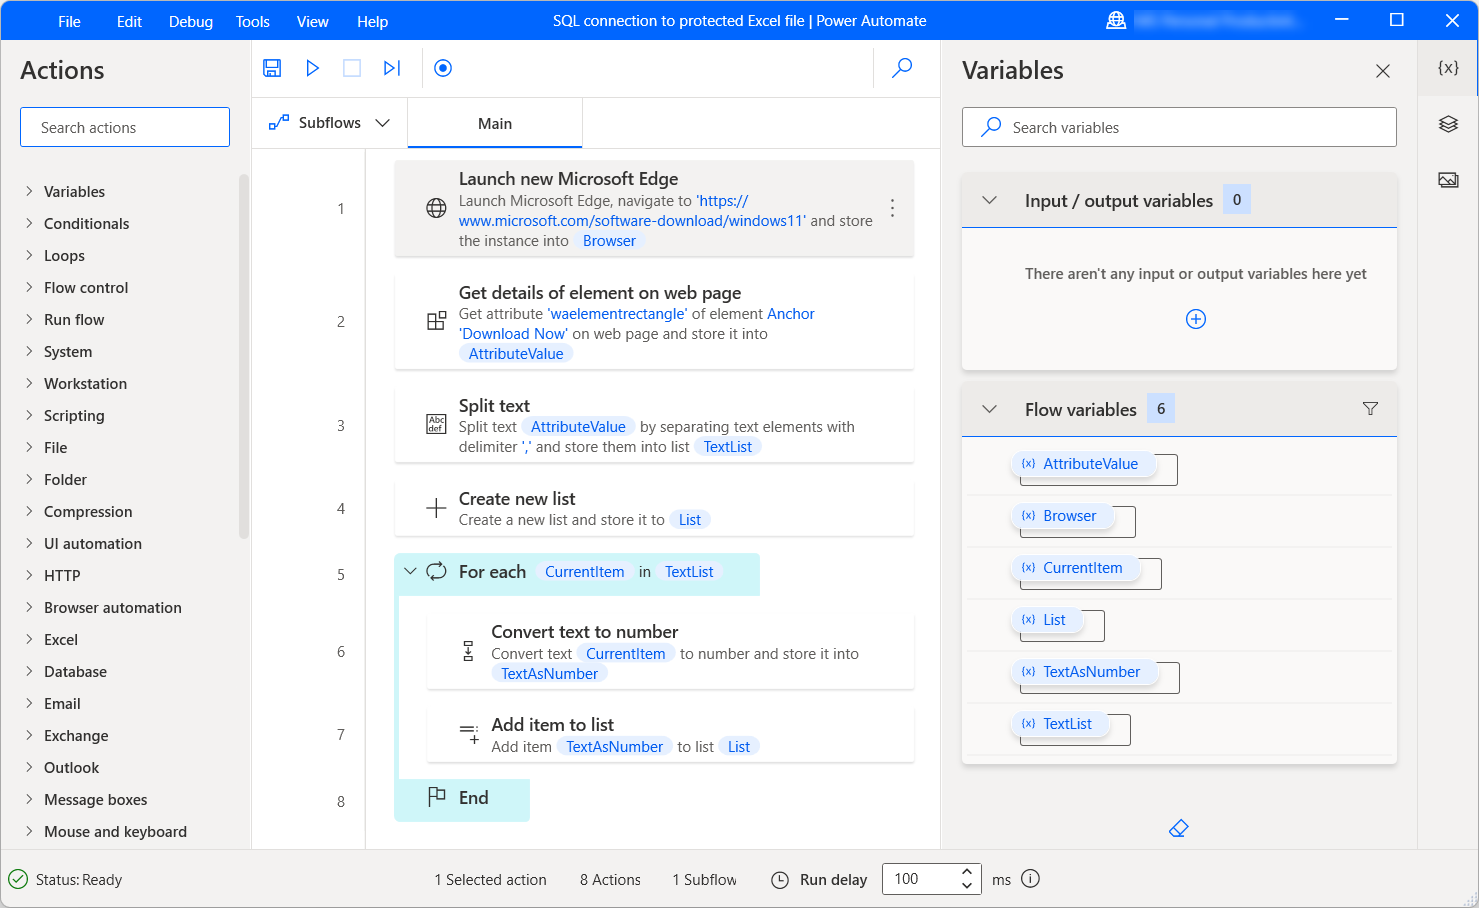 File Edit Debug Tools View Help SQL connection to protected Excel file | Power Automate
Actions
Search actions
Variables
Conditionals
Loops
Flow control
Run flow
System
Workstation
Scripting
File
Folder
Compression
UI automation
HTTP
Browser automation
Excel
Database
Email
Exchange
Outlook
Message boxes
Mouse and keyboard
Subflows Main
1
Launch new Microsoft Edge
Launch Microsoft Edge, navigate to 'https://
www.microsoft.com/software-download/windows11' and store
the instance into Browser
2
Get details of element on web page
Get attribute 'waelementrectangle' of element Anchor
'Download Now' on web page and store it into
AttributeValue
3
Split text
Split text AttributeValue by separating text elements with
delimiter ',' and store them into list TextList
4
Create new list
Create a new list and store it to List
5
For each CurrentItem in TextList
6
Convert text to number
Convert text CurrentItem to number and store it into
TextAsNumber
7
Add item to list
Add item TextAsNumber to list List
8
End
Variables
{x}
Search variables
Input / output variables 0
There aren't any input or output variables here yet
Flow variables 6
(x) AttributeValue
(x) Browser
(x) CurrentItem
(x) List
(x) TextAsNumber
(x) TextList
Status: Ready 1 Selected action 8 Actions 1 Subflow Run delay 100 ms